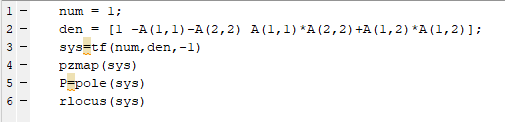 1 - num = 1;
2 - den = [1 -A(1,1)-A(2,2) A(1,1)*A(2,2)+A(1,2)*A(1,2)];
3 - sys=tf(num,den,-1)
4 - pzmap(sys)
5 - P=pole(sys)
6 - rlocus(sys)